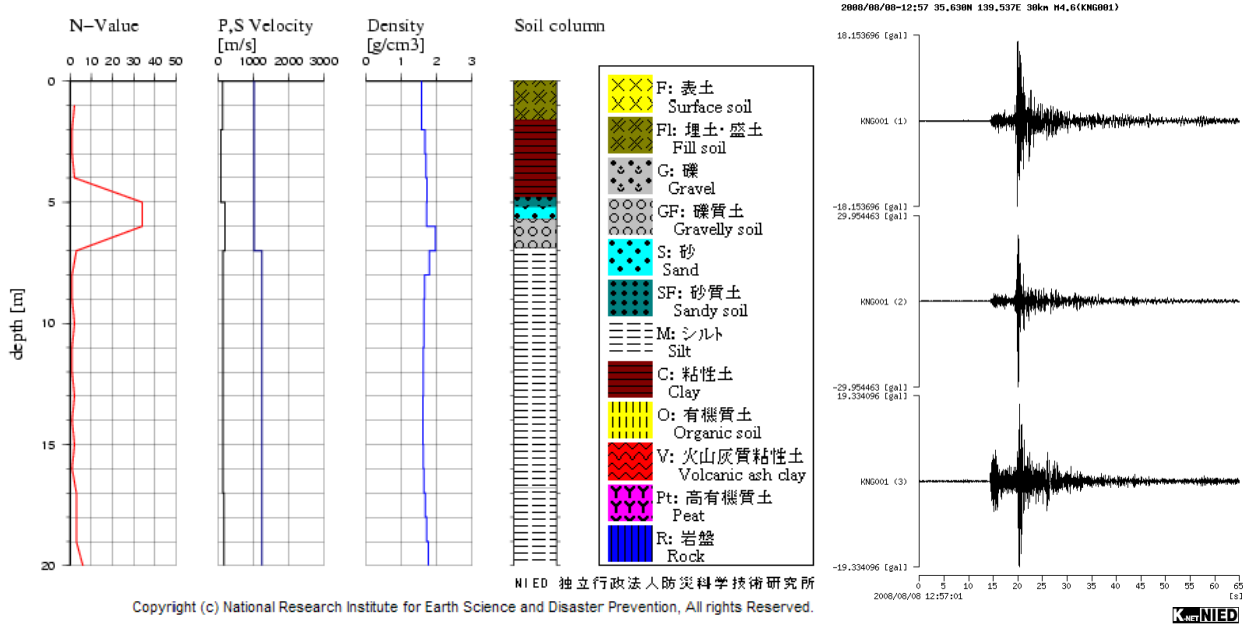 N-Value
P,S Velocity
[m/s]
Density
[g/cm3]
Soil column
0 10 20 30 40 50
0 1000 2000 3000
0 1 2
0
5
10
15
20
depth [m]
F: 表土
Surface soil
Fl: 埋土・盛土
Fill soil
G: 礫
Gravel
GF: 礫質土
Gravelly soil
S: 砂
Sand
SF: 砂質土
Sandy soil
M: シルト
Silt
C: 粘性土
Clay
O: 有機質土
Organic soil
V: 火山灰質粘性土
Volcanic ash clay
Pt: 高有機質土
Peat
R: 岩盤
Rock
NIED 独立行政法人防災科学技術研究所
Copyright (c) National Research Institute for Earth Science and Disaster Prevention, All rights Reserved.
2008/08/08-12:57 35.630N 139.537E 30km M4.6(KNG001)
18.153696 [gal]
KNG001 (1)
-18.153696 [gal]
29.954463 [gal]
KNG001 (2)
-29.954463 [gal]
19.334096 [gal]
KNG001 (3)
-19.334096 [gal]
0 5 10 15 20 25 30 35 40 45 50 55 60 65
2008/08/08 12:57:01
[s]
K-NET NIED